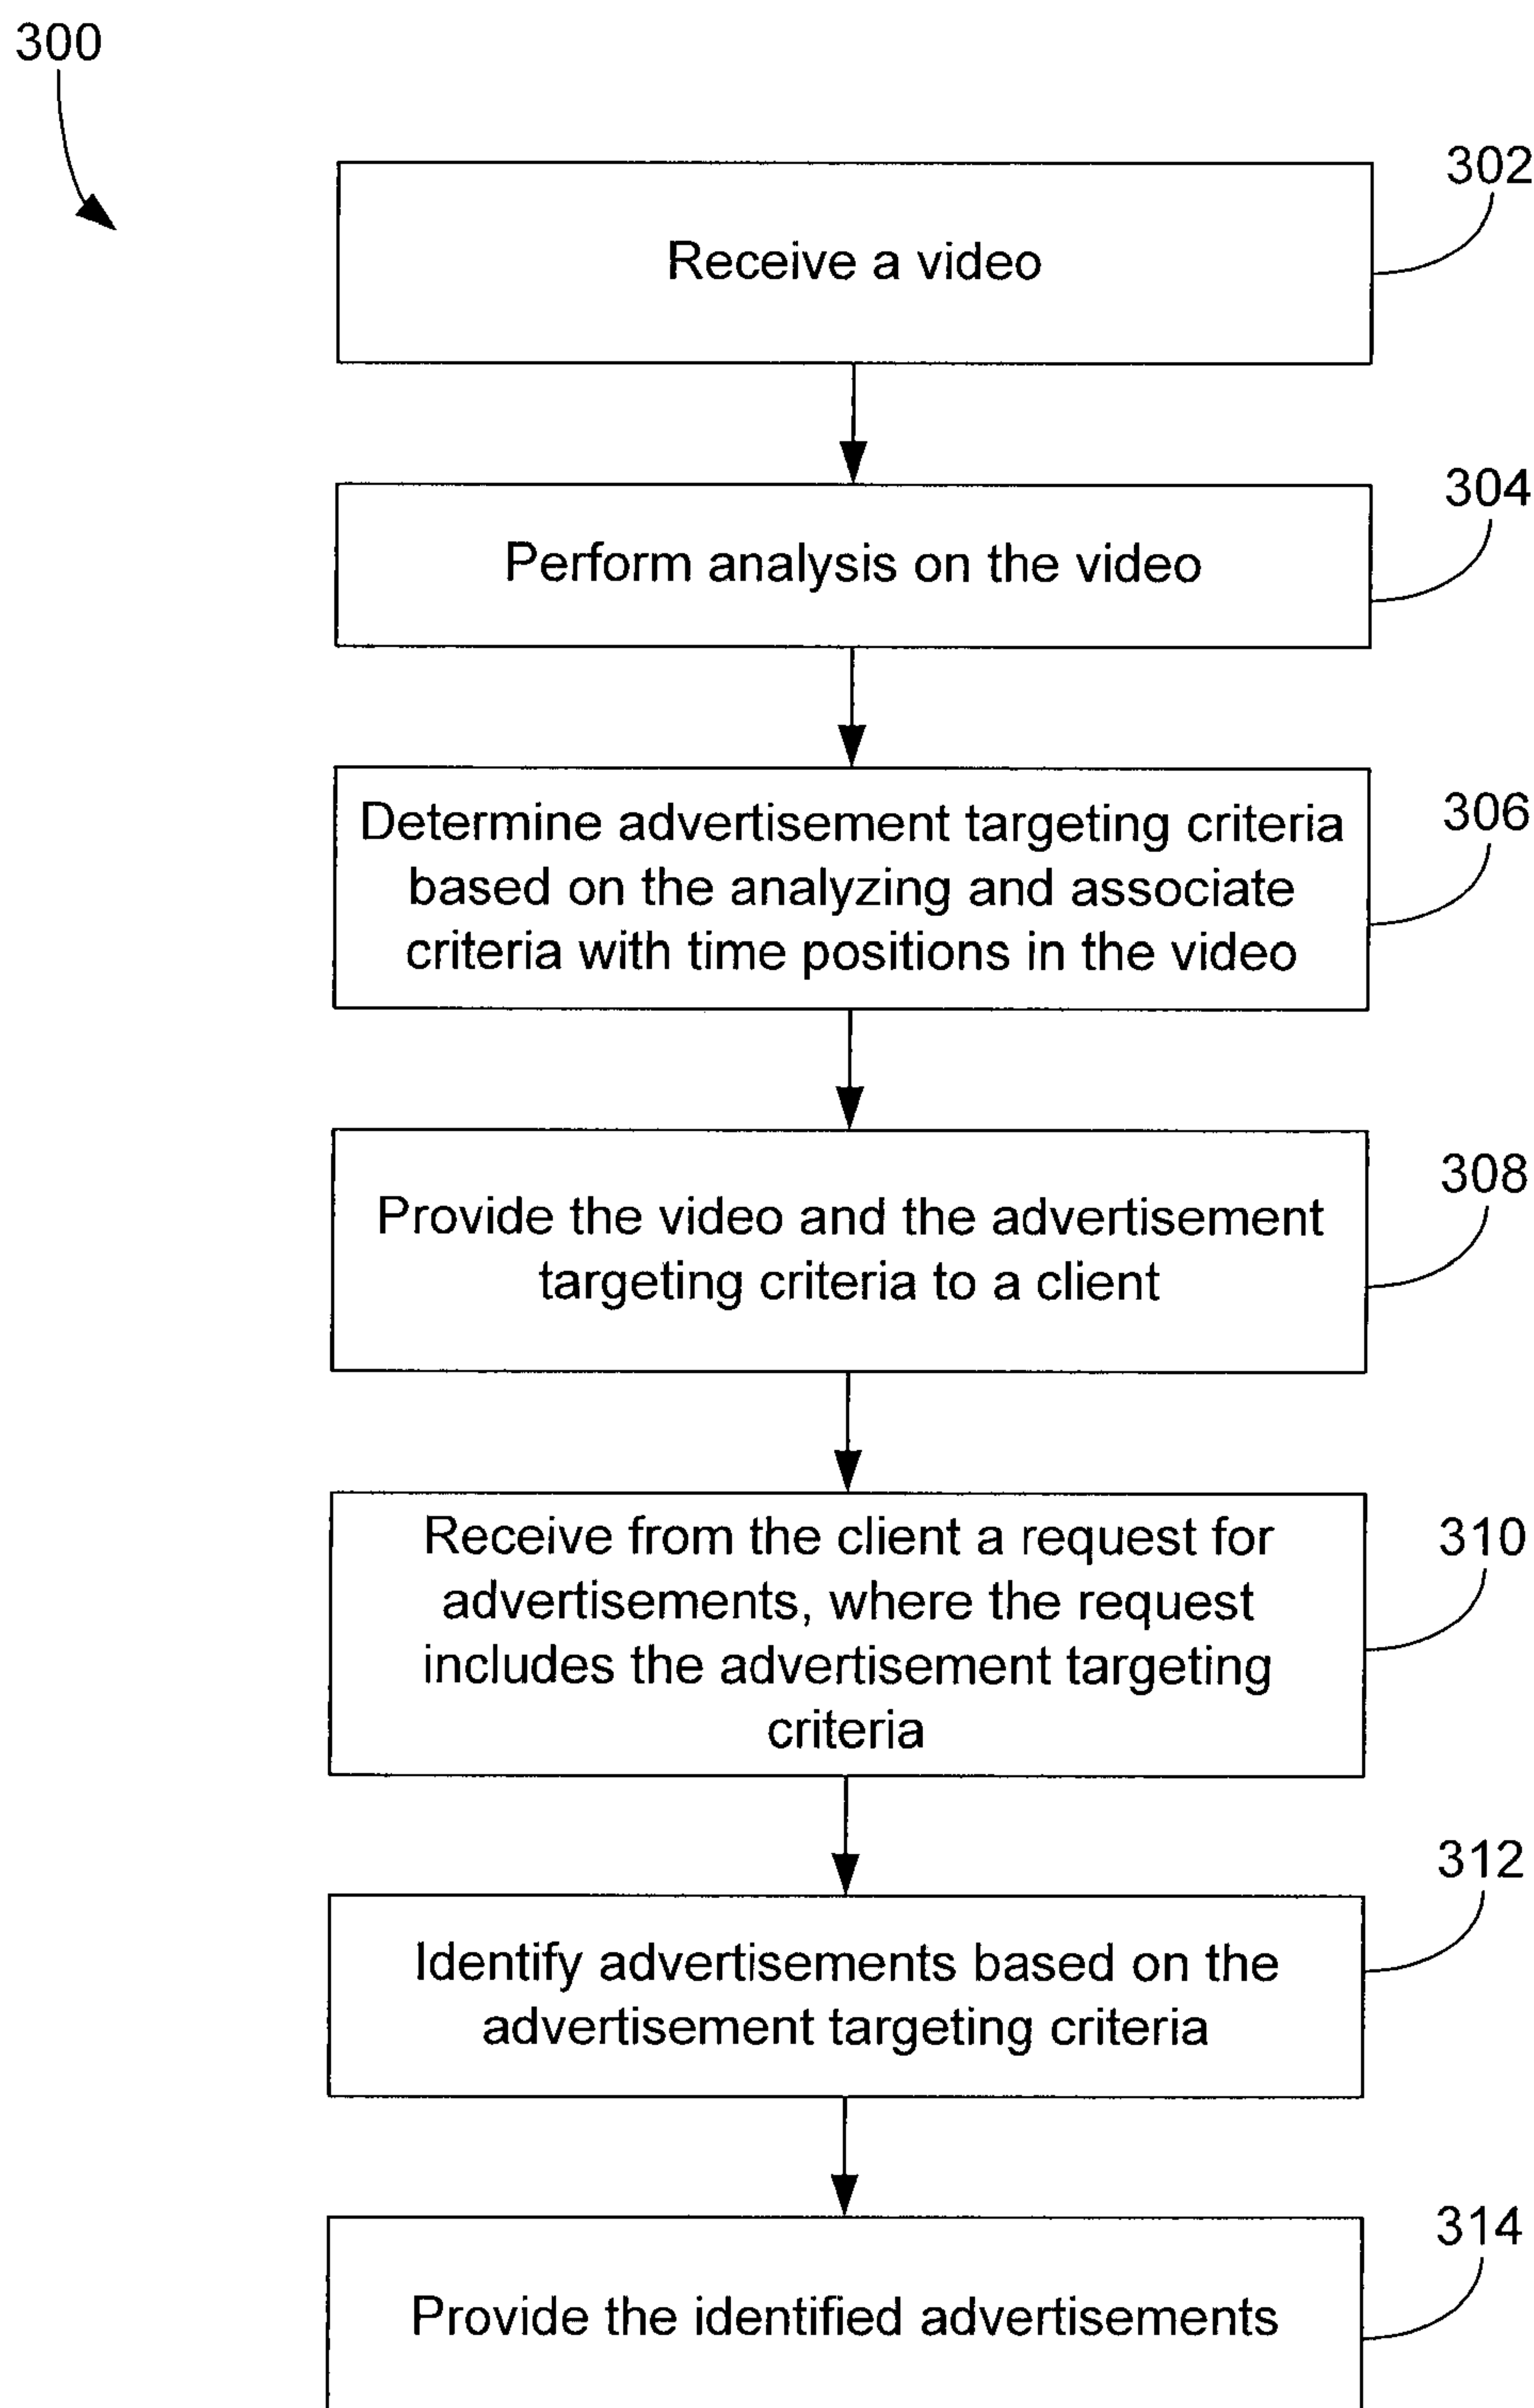 300
302
Receive a video
304
Perform analysis on the video
306
Determine advertisement targeting criteria
based on the analyzing and associate
criteria with time positions in the video
308
Provide the video and the advertisement
targeting criteria to a client
310
Receive from the client a request for
advertisements, where the request
includes the advertisement targeting
criteria
312
Identify advertisements based on the
advertisement targeting criteria
314
Provide the identified advertisements